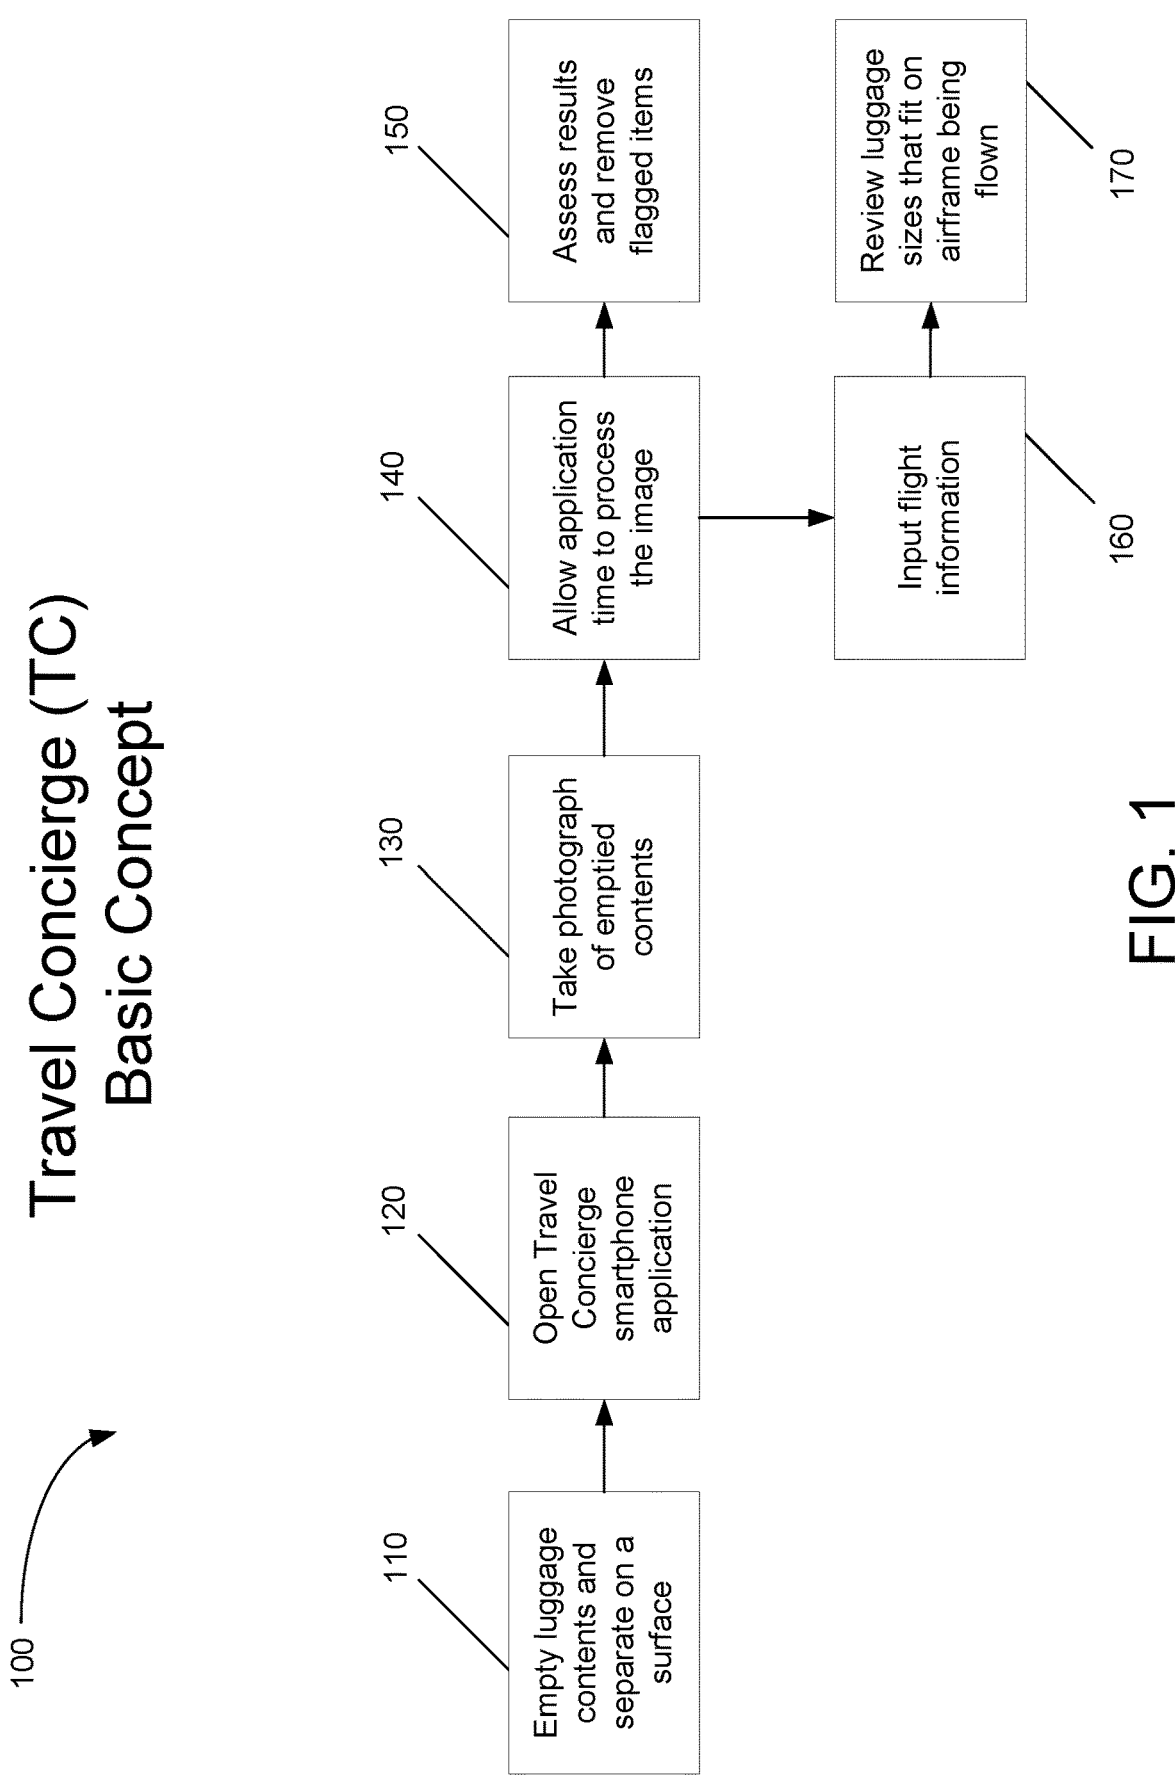 Travel Concierge (TC)
Basic Concept
100
110
Empty luggage
contents and
separate on a
surface
120
Open Travel
Concierge
smartphone
application
130
Take photograph
of emptied
contents
140
Allow application
time to process
the image
150
Assess results
and remove
flagged items
Input flight
information
160
Review luggage
sizes that fit on
airframe being
flown
170
FIG. 1